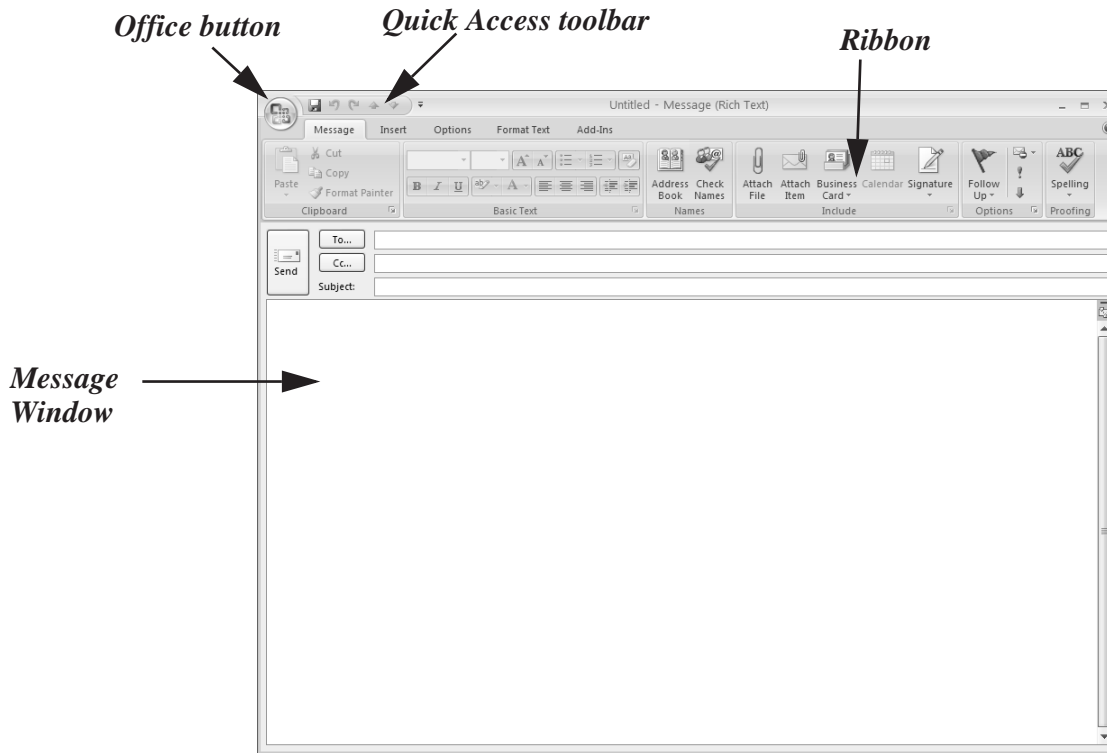 Office button
Quick Access toolbar
Ribbon
Untitled - Message (Rich Text)
Message Insert Options Format Text Add-Ins
Paste
Cut
Copy
Format Painter
Clipboard
A A
B I U ab A
Basic Text
Address Book
Check Names
Names
Attach File
Attach Item
Business Card
Calendar
Signature
Include
Follow Up
Options
ABC
Spelling
Proofing
Send
To...
Cc...
Subject:
Message
Window